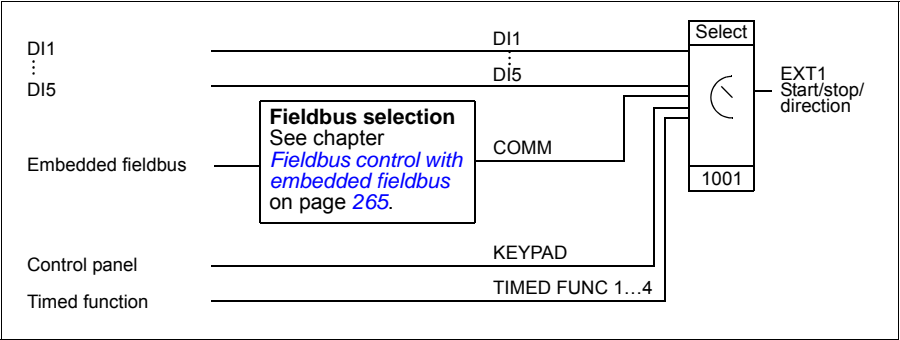 DI1
DI5
DI1
DI5
Select
EXT1
Start/stop/
direction
Fieldbus selection
See chapter
Fieldbus control with
embedded fieldbus
on page 265.
Embedded fieldbus
COMM
1001
KEYPAD
Control panel
TIMED FUNC 1…4
Timed function